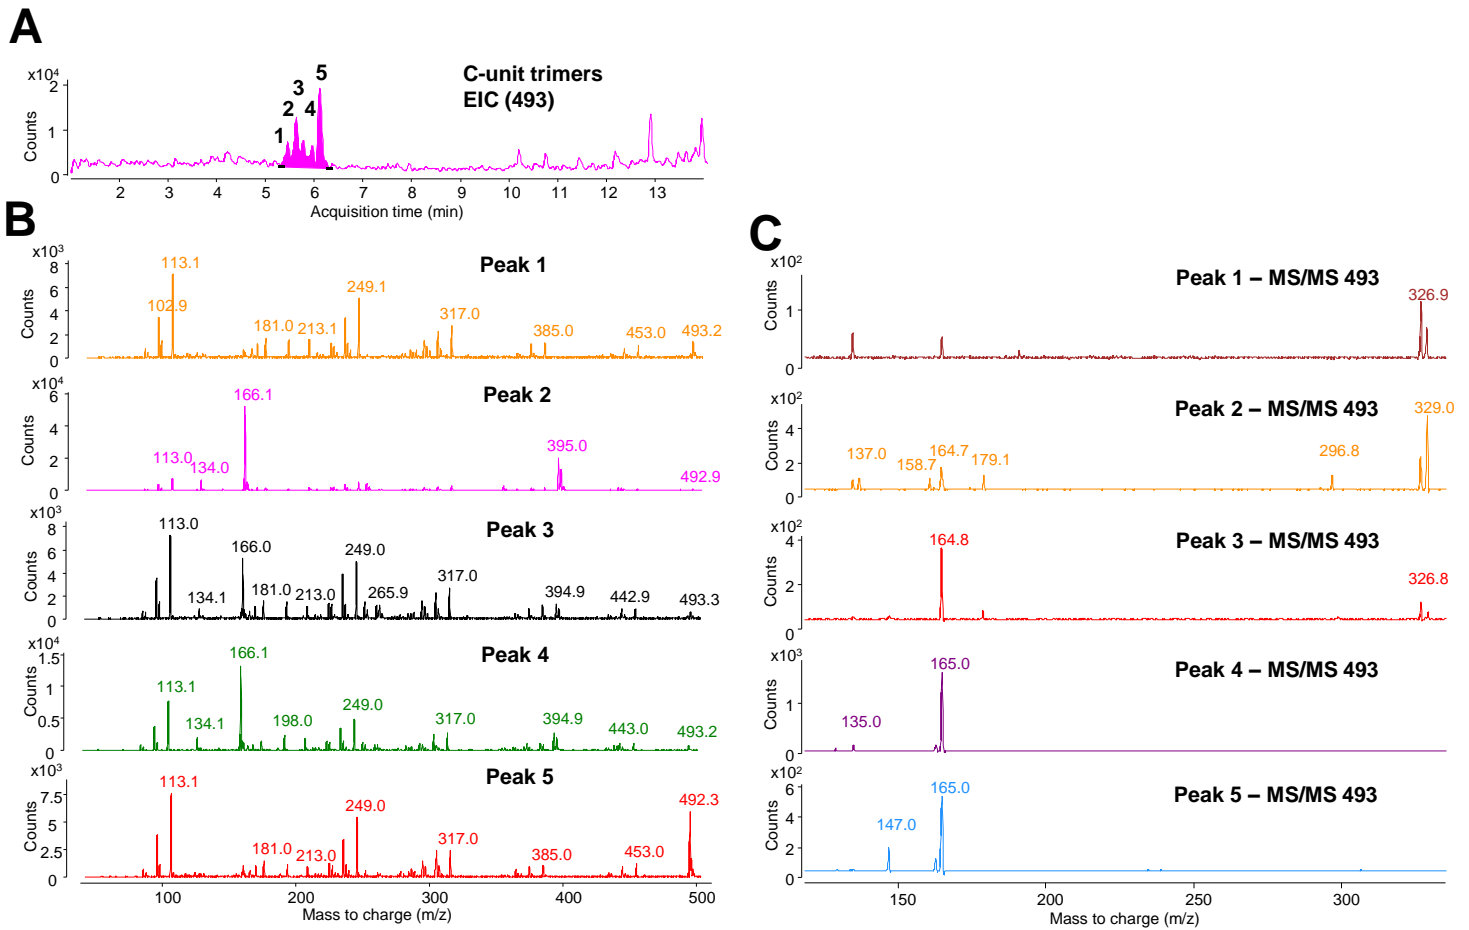 A
x10⁴
2
1
0
Counts
1
2
3
4
5
C-unit trimers
EIC (493)
2 3 4 5 6 7 8 9 10 11 12 13
Acquisition time (min)
B
x10³
8
6
4
2
0
Counts
Peak 1
102.9
113.1
181.0
213.1
249.1
317.0
385.0
453.0
493.2
x10⁴
6
4
2
0
Counts
Peak 2
113.0
134.0
166.1
395.0
492.9
x10³
8
6
4
2
0
Counts
Peak 3
113.0
134.1
166.0
181.0
213.0
249.0
265.9
317.0
394.9
442.9
493.3
x10⁴
1.5
1
0.5
0
Counts
Peak 4
113.1
134.1
166.1
198.0
249.0
317.0
394.9
443.0
493.2
x10³
7.5
5
2.5
0
Counts
Peak 5
113.1
181.0
213.0
249.0
317.0
385.0
453.0
492.3
100 200 300 400 500
Mass to charge (m/z)
C
x10²
1
0
Counts
Peak 1 – MS/MS 493
326.9
x10²
4
2
0
Counts
Peak 2 – MS/MS 493
137.0
158.7
164.7
179.1
296.8
329.0
x10²
4
2
0
Counts
Peak 3 – MS/MS 493
164.8
326.8
x10³
1
0
Counts
Peak 4 – MS/MS 493
135.0
165.0
x10²
6
4
2
0
Counts
Peak 5 – MS/MS 493
147.0
165.0
150 200 250 300
Mass to charge (m/z)